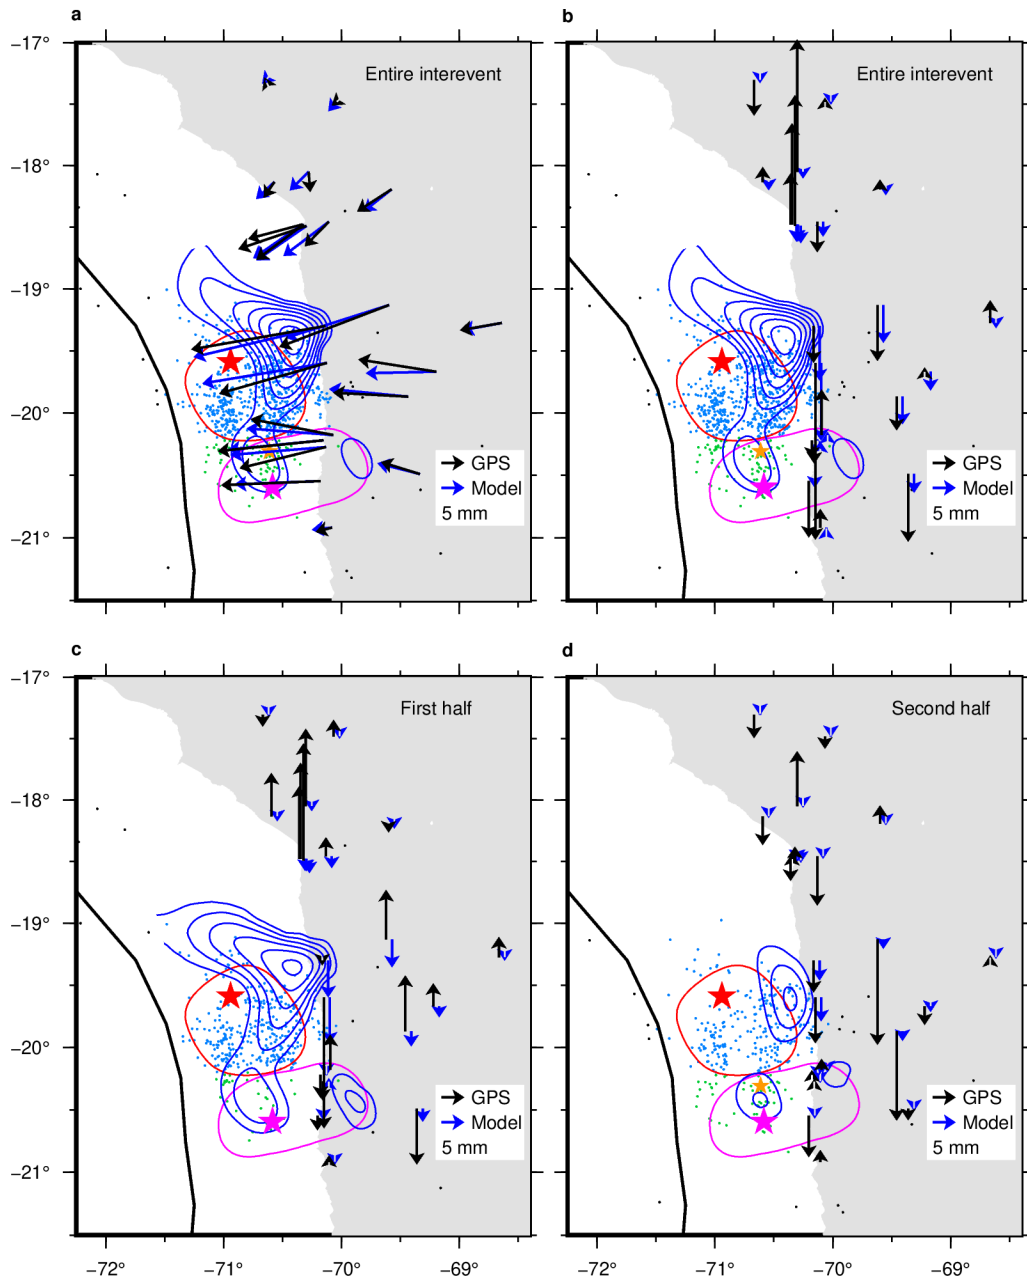 a
b
Entire interevent
Entire interevent
−17°
−18°
−19°
−20°
−21°
GPS
Model
5 mm
GPS
Model
5 mm
c
d
First half
Second half
−17°
−18°
−19°
−20°
−21°
GPS
Model
5 mm
GPS
Model
5 mm
−72°
−71°
−70°
−69°
−72°
−71°
−70°
−69°